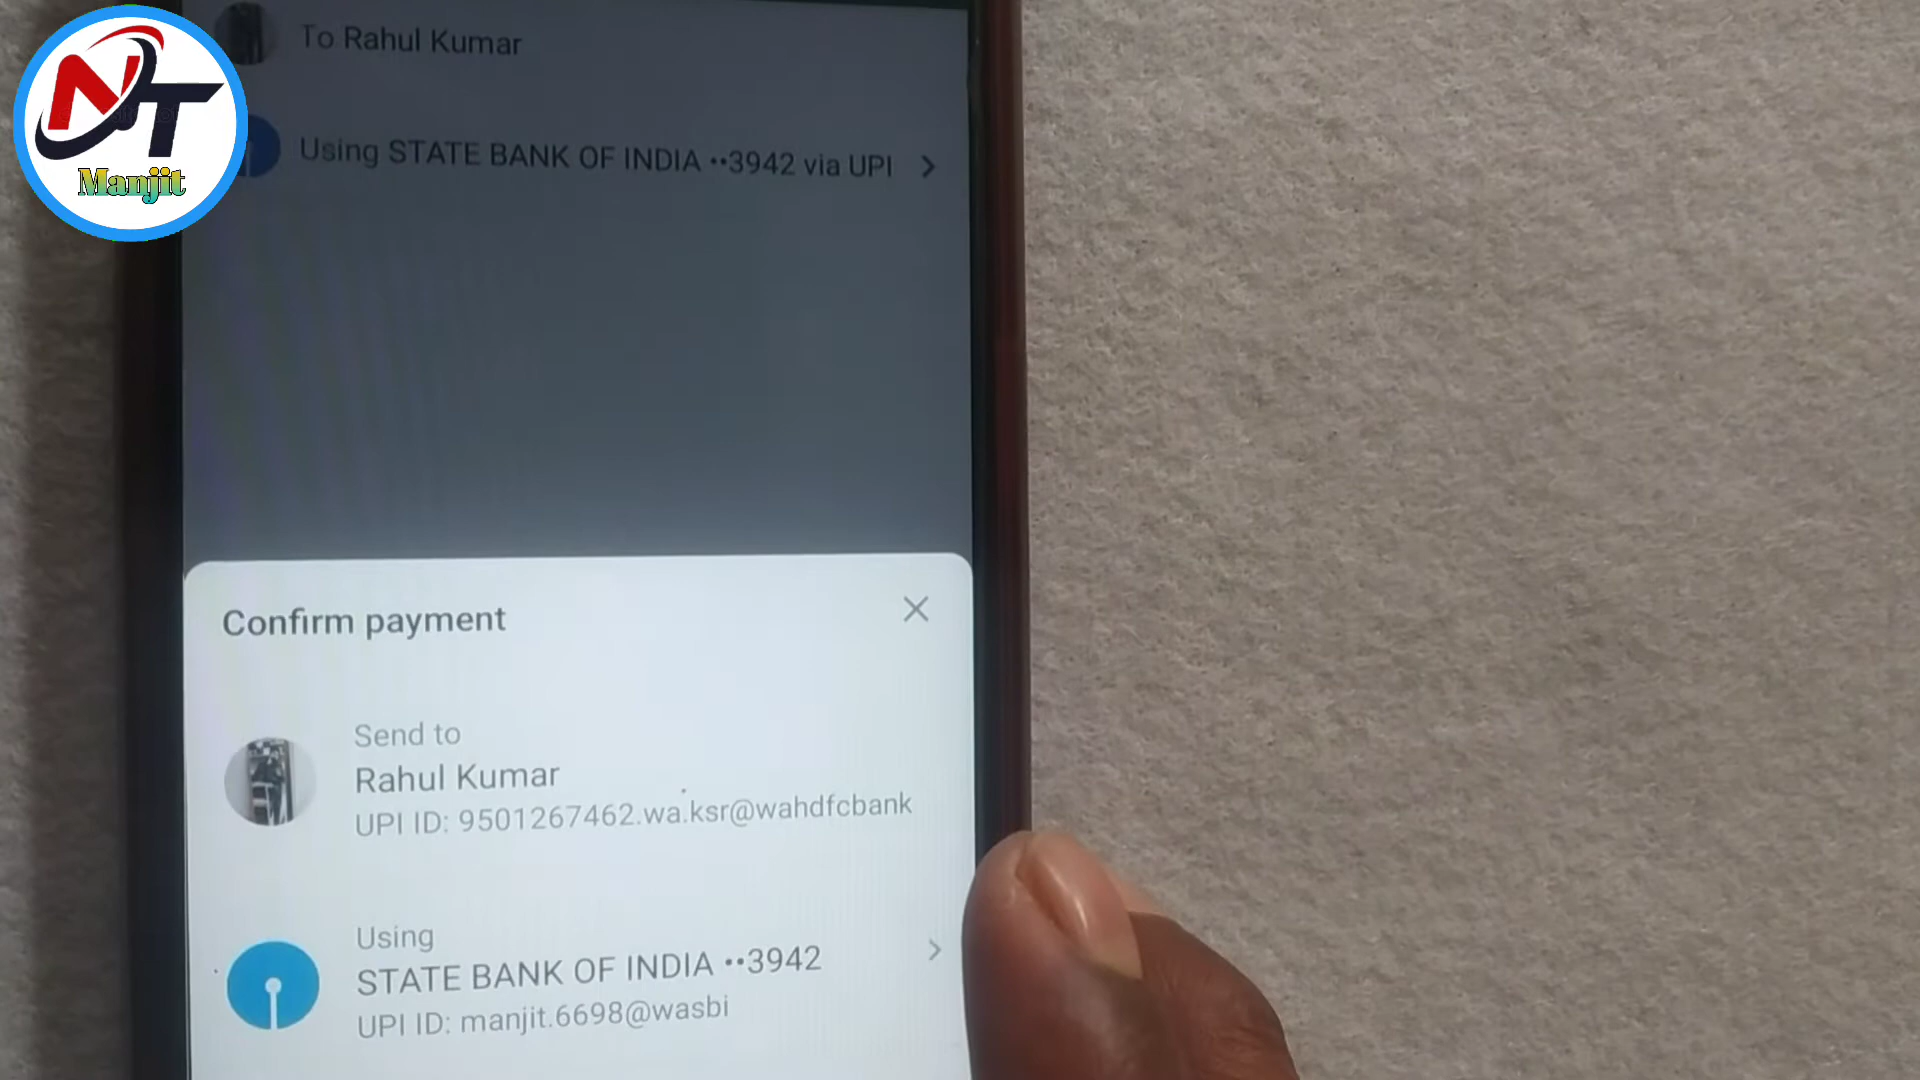 NT
Manjit
To Rahul Kumar
Using STATE BANK OF INDIA ••3942 via UPI
Confirm payment
Send to
Rahul Kumar
UPI ID: 9501267462.wa.ksr@wahdfcbank
Using
STATE BANK OF INDIA ••3942
UPI ID: manjit.6698@wasbi